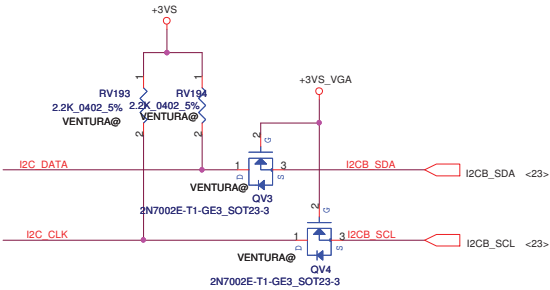 +3VS
+3VS_VGA
1
1
RV193
RV194
2.2K_0402_5%
2.2K_0402_5%
VENTURA@
VENTURA@
2
2
2
G
I2C_DATA
1
3
I2CB_SDA
I2CB_SDA <23>
D
S
VENTURA@
QV3
2N7002E-T1-GE3_SOT23-3
2
G
I2C_CLK
1
3
I2CB_SCL
I2CB_SCL <23>
D
S
VENTURA@
QV4
2N7002E-T1-GE3_SOT23-3